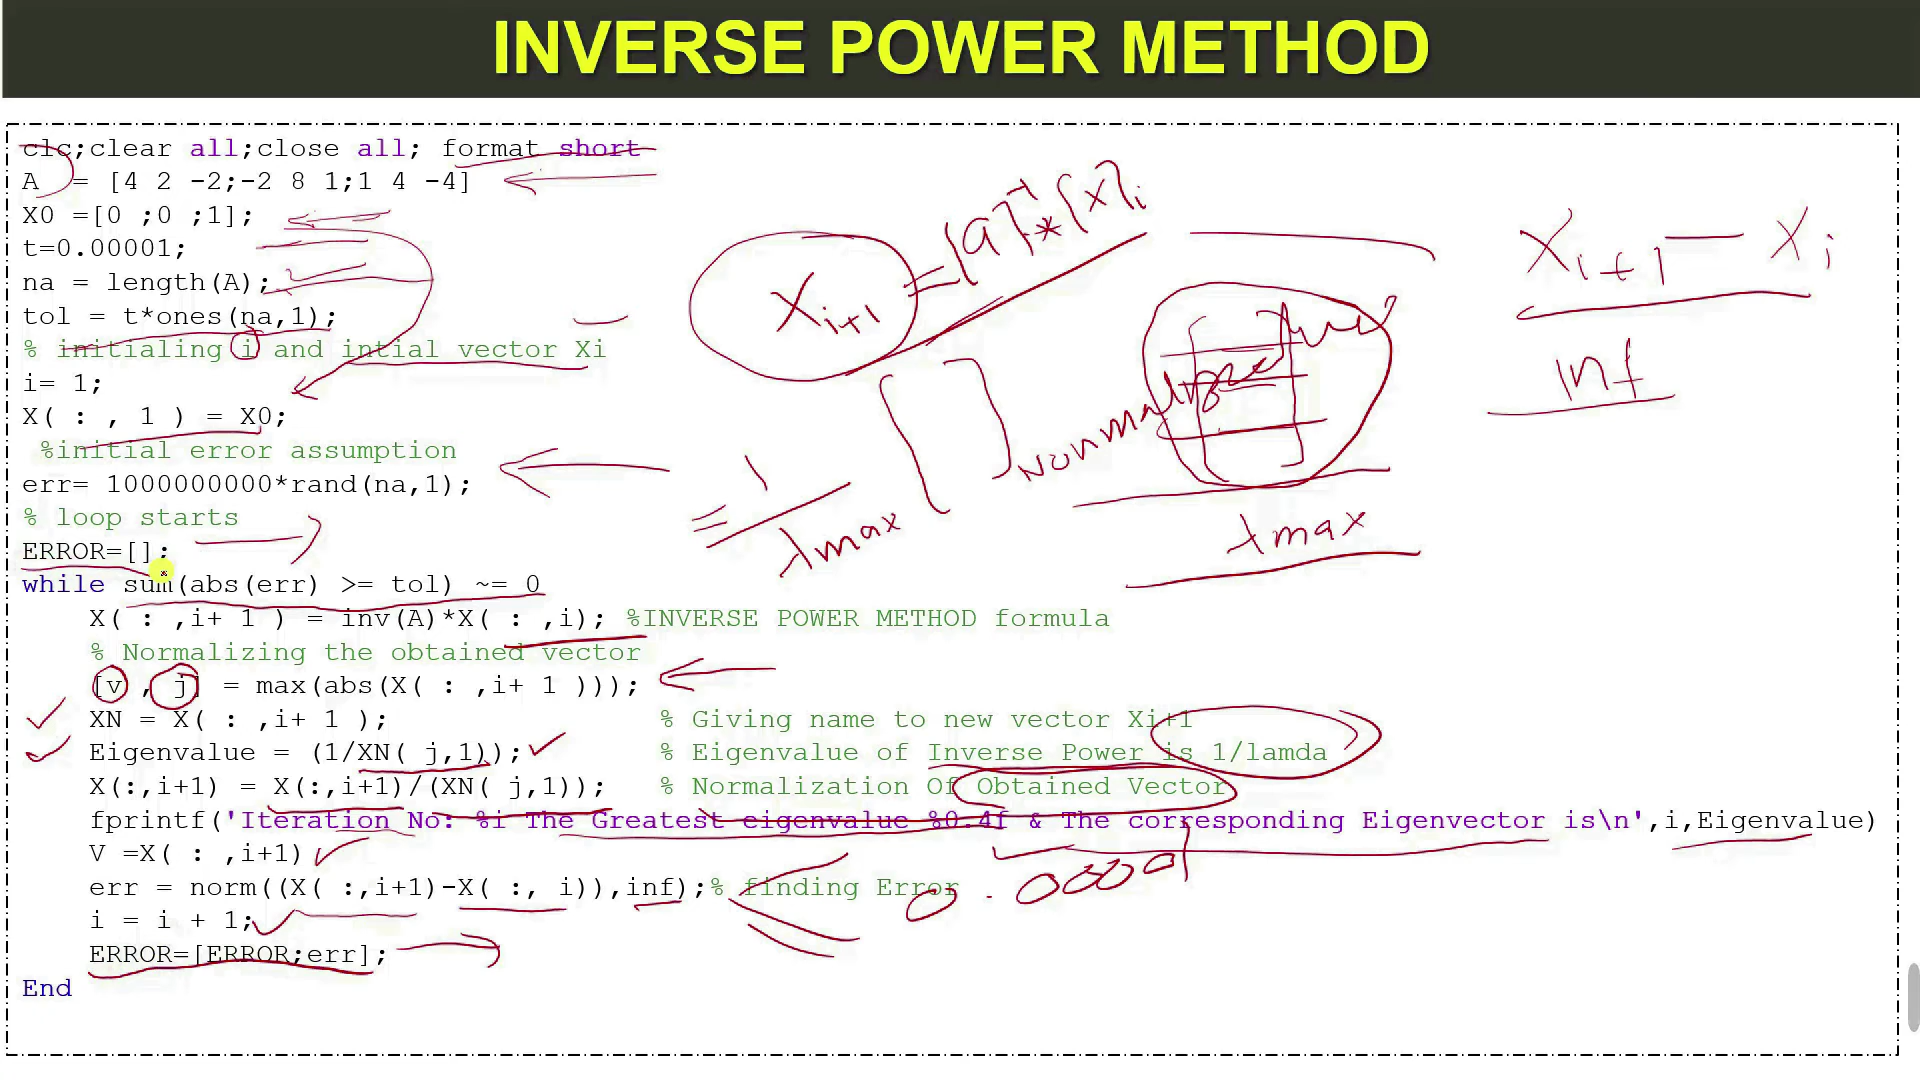 INVERSE POWER METHOD
clc;clear all;close all; format short
A = [4 2 -2;-2 8 1;1 4 -4]
X0 =[0 ;0 ;1];
t=0.00001;
na = length(A);
tol = t*ones(na,1);
% initialing i and intial vector Xi
i= 1;
X( : , 1 ) = X0;
%initial error assumption
err= 1000000000*rand(na,1);
% loop starts
ERROR=[];
while sum(abs(err) >= tol) ~= 0
X( : ,i+ 1 ) = inv(A)*X( : ,i); %INVERSE POWER METHOD formula
% Normalizing the obtained vector
[v , j] = max(abs(X( : ,i+ 1 )));
XN = X( : ,i+ 1 ); % Giving name to new vector Xi+1
Eigenvalue = (1/XN( j,1)); % Eigenvalue of Inverse Power is 1/lamda
X(:,i+1) = X(:,i+1)/(XN( j,1)); % Normalization Of Obtained Vector
fprintf('Iteration No: %i The Greatest eigenvalue %0.4f & The corresponding Eigenvector is\n',i,Eigenvalue)
V =X( : ,i+1)
err = norm((X( :,i+1)-X( :, i)),inf);% finding Error
i = i + 1;
ERROR=[ERROR;err];
End
Xi+1 = [a]-1 * [X]i
= 1/λmax [ ] Normalized
λmax
Xi+1 - Xi
inf
0.00001